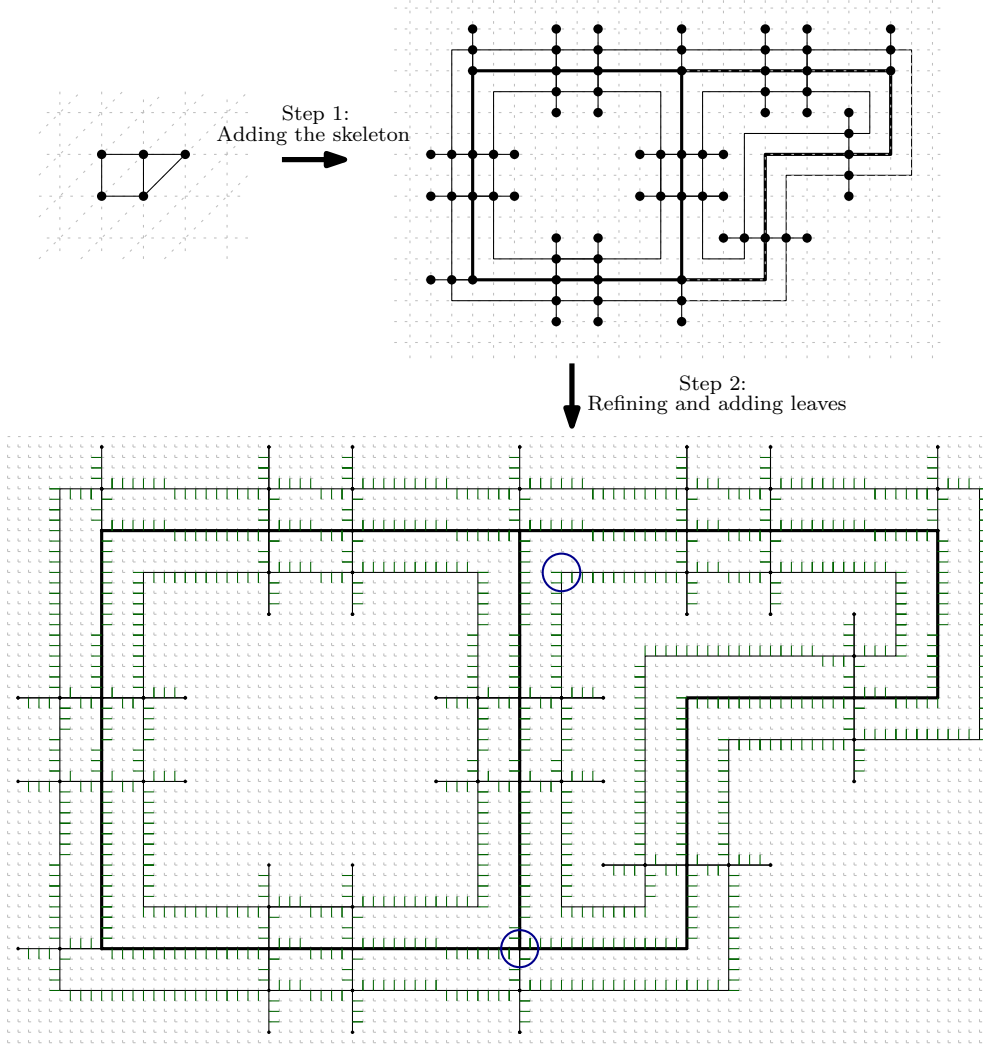 Step 1:
Adding the skeleton
Step 2:
Refining and adding leaves